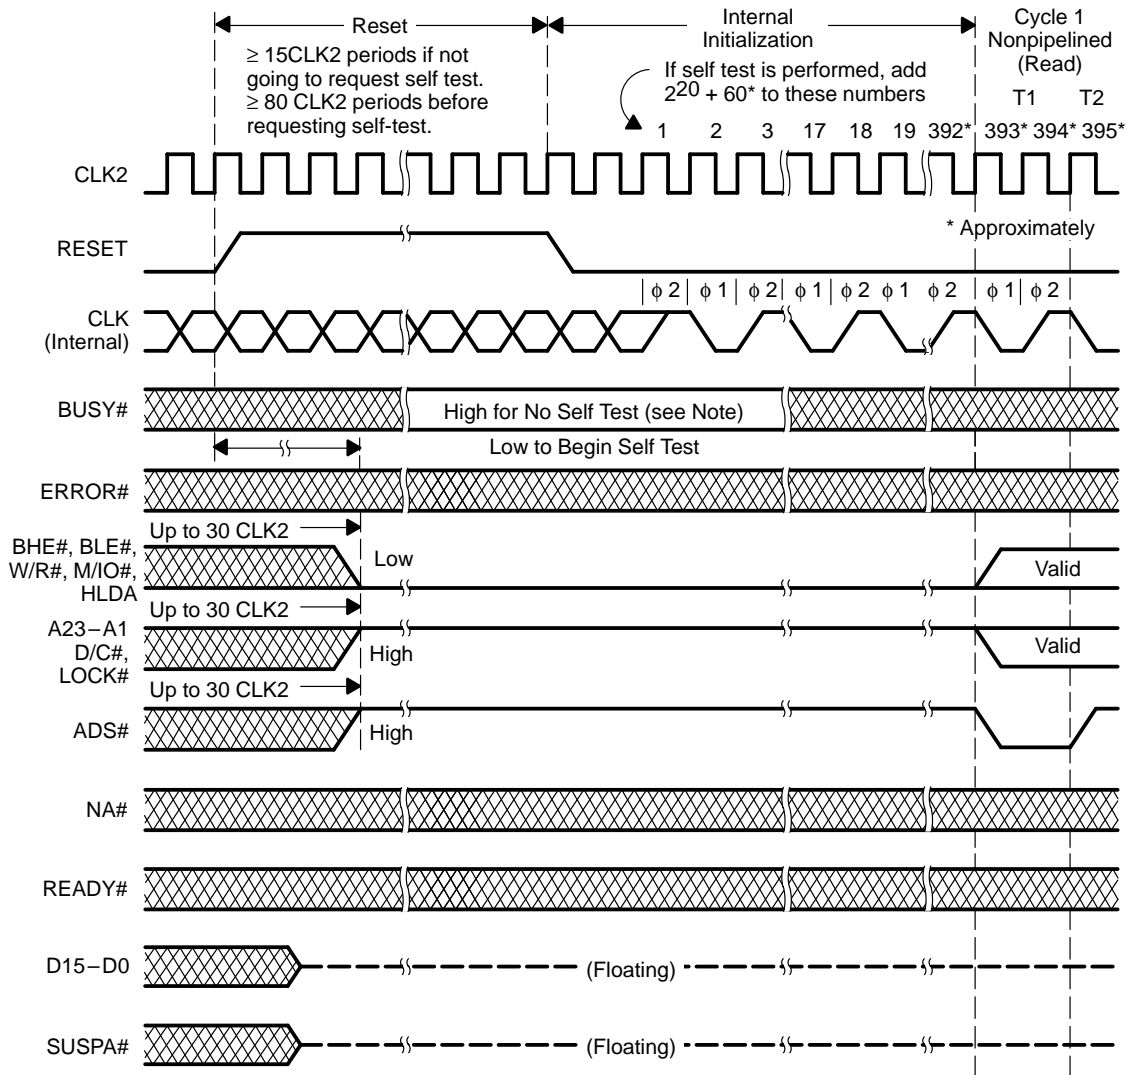 Reset
Internal
Initialization
Cycle 1
Nonpipelined
(Read)
≥ 15CLK2 periods if not
going to request self test.
≥ 80 CLK2 periods before
requesting self-test.
If self test is performed, add
2^20 + 60* to these numbers
T1 T2
1 2 3 17 18 19 392* 393* 394* 395*
CLK2
* Approximately
RESET
ϕ 2 ϕ 1 ϕ 2 ϕ 1 ϕ 2 ϕ 1 ϕ 2 ϕ 1 ϕ 2
CLK
(Internal)
BUSY#
High for No Self Test (see Note)
Low to Begin Self Test
ERROR#
Up to 30 CLK2
BHE#, BLE#,
W/R#, M/IO#,
HLDA
Low
Valid
Up to 30 CLK2
A23–A1
D/C#,
LOCK#
High
Valid
Up to 30 CLK2
ADS#
High
NA#
READY#
D15–D0
(Floating)
SUSPA#
(Floating)